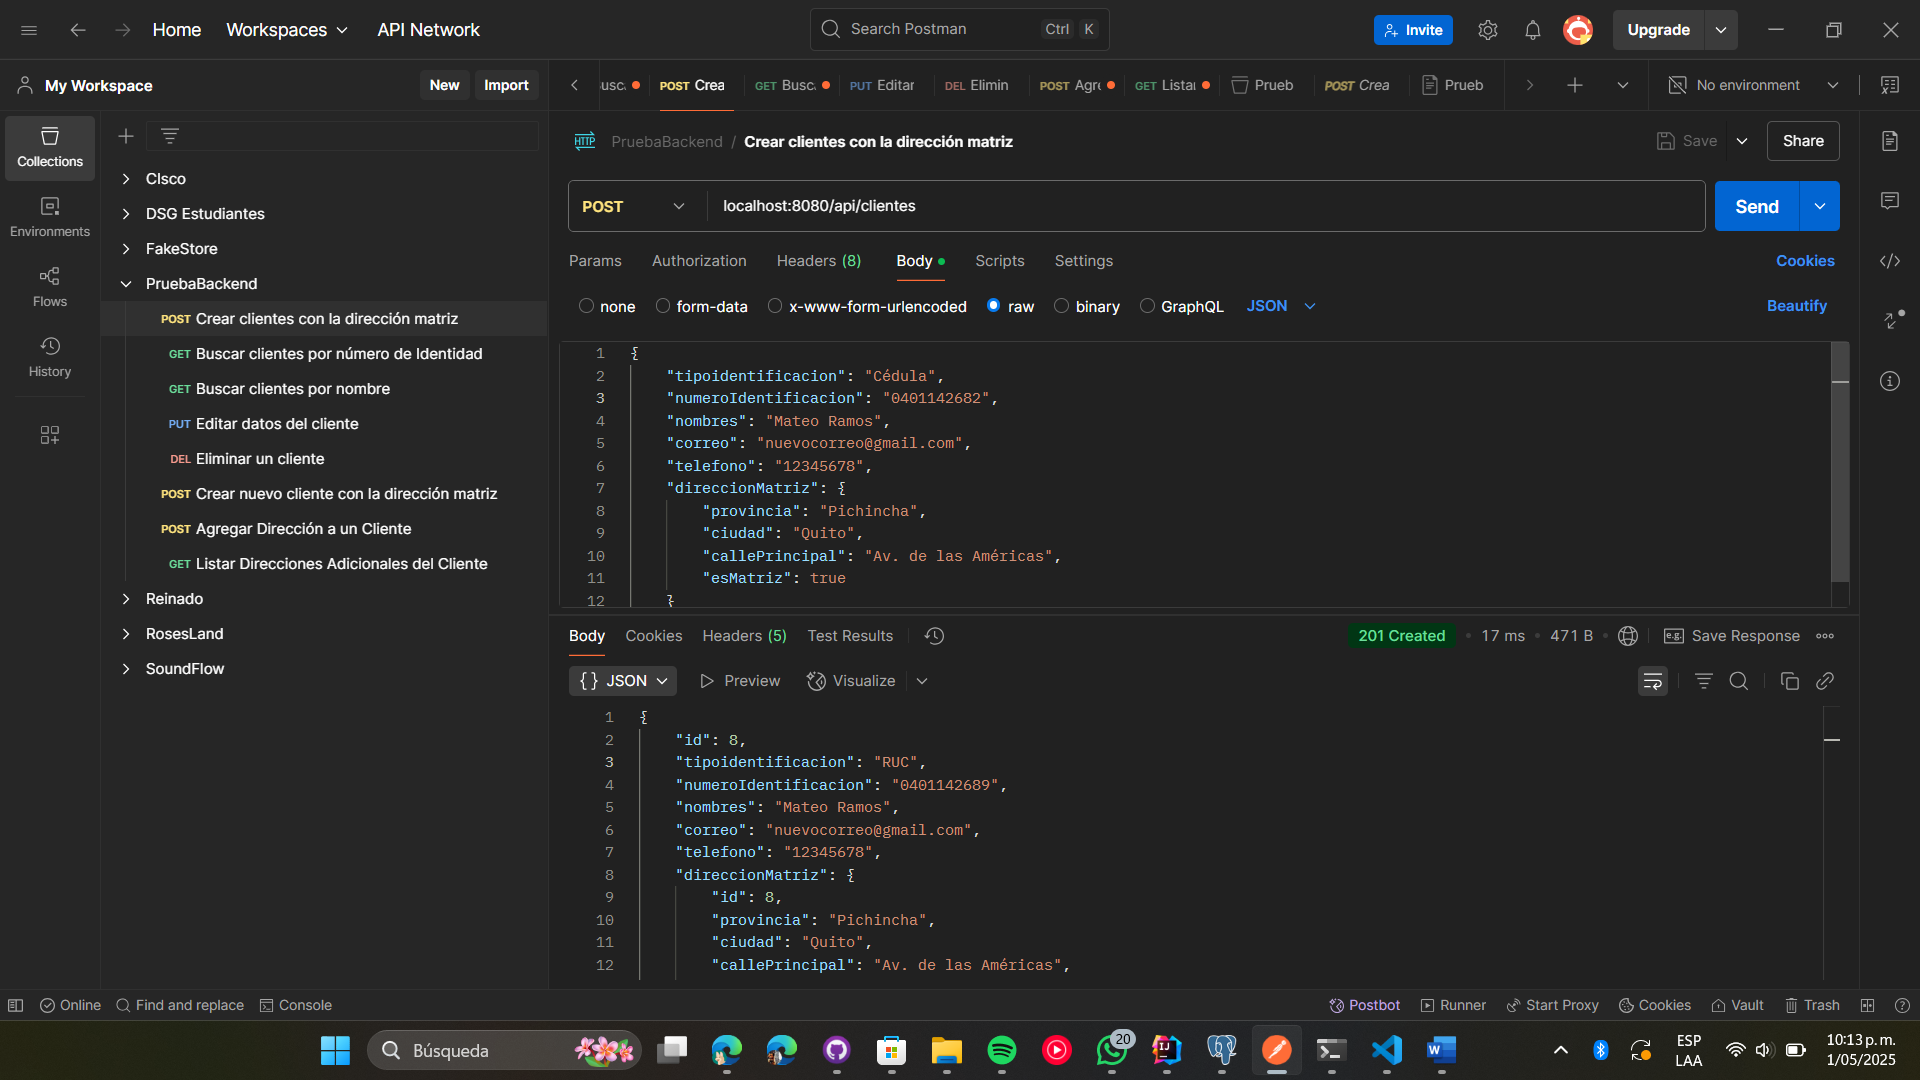 Home
Workspaces
API Network
Search Postman
Ctrl K
Invite
Upgrade
My Workspace
New
Import
POST Crea
GET Busc
PUT Editar
DEL Elimin
POST Agre
GET Lista
Prueb
POST Crea
Prueb
No environment
Collections
Environments
Flows
History
CIsco
DSG Estudiantes
FakeStore
PruebaBackend
POST Crear clientes con la dirección matriz
GET Buscar clientes por número de Identidad
GET Buscar clientes por nombre
PUT Editar datos del cliente
DEL Eliminar un cliente
POST Crear nuevo cliente con la dirección matriz
POST Agregar Dirección a un Cliente
GET Listar Direcciones Adicionales del Cliente
Reinado
RosesLand
SoundFlow
HTTP PruebaBackend / Crear clientes con la dirección matriz
Save
Share
POST localhost:8080/api/clientes
Send
Params Authorization Headers (8) Body Scripts Settings
Cookies
none form-data x-www-form-urlencoded raw binary GraphQL JSON
Beautify
1 {
2 "tipoidentificacion": "Cédula",
3 "numeroIdentificacion": "0401142682",
4 "nombres": "Mateo Ramos",
5 "correo": "nuevocorreo@gmail.com",
6 "telefono": "12345678",
7 "direccionMatriz": {
8 "provincia": "Pichincha",
9 "ciudad": "Quito",
10 "callePrincipal": "Av. de las Américas",
11 "esMatriz": true
12 }
Body Cookies Headers (5) Test Results
201 Created • 17 ms • 471 B
e.g. Save Response
{} JSON Preview Visualize
1 {
2 "id": 8,
3 "tipoidentificacion": "RUC",
4 "numeroIdentificacion": "0401142689",
5 "nombres": "Mateo Ramos",
6 "correo": "nuevocorreo@gmail.com",
7 "telefono": "12345678",
8 "direccionMatriz": {
9 "id": 8,
10 "provincia": "Pichincha",
11 "ciudad": "Quito",
12 "callePrincipal": "Av. de las Américas",
Online Find and replace Console
Postbot Runner Start Proxy Cookies Vault Trash
Búsqueda
20
ESP
LAA
10:13 p. m.
1/05/2025